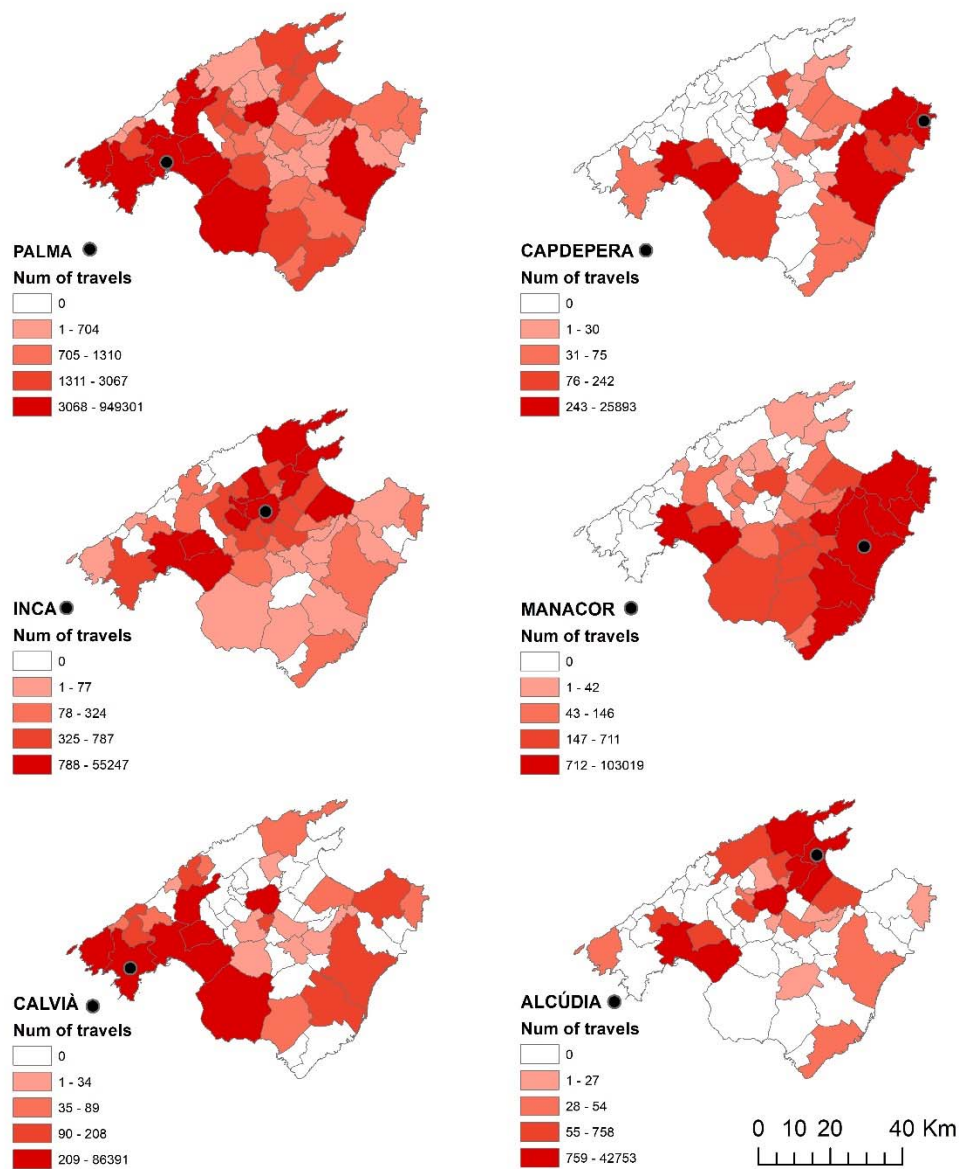 PALMA
Num of travels
0
1 - 704
705 - 1310
1311 - 3067
3068 - 949301
CAPDEPERA
Num of travels
0
1 - 30
31 - 75
76 - 242
243 - 25893
INCA
Num of travels
0
1 - 77
78 - 324
325 - 787
788 - 55247
MANACOR
Num of travels
0
1 - 42
43 - 146
147 - 711
712 - 103019
CALVIÀ
Num of travels
0
1 - 34
35 - 89
90 - 208
209 - 86391
ALCÚDIA
Num of travels
0
1 - 27
28 - 54
55 - 758
759 - 42753
0 10 20 40 Km